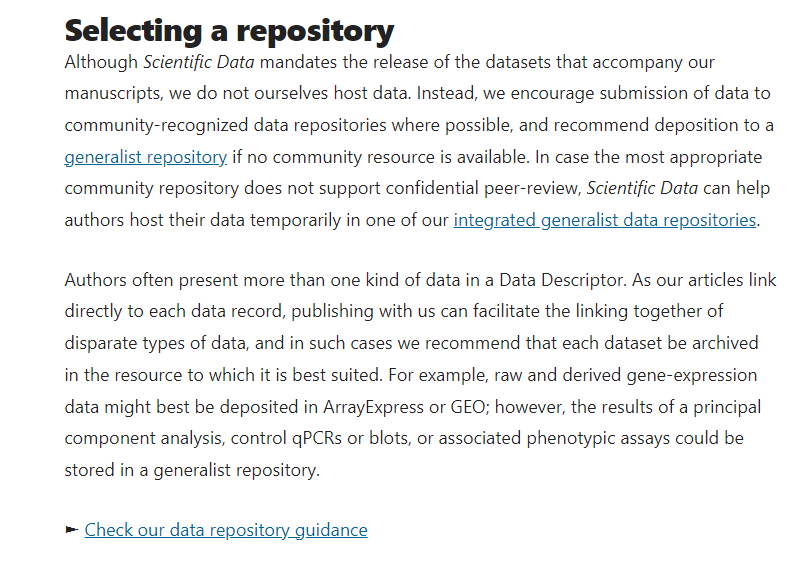 Selecting a repository
Although Scientific Data mandates the release of the datasets that accompany our
manuscripts, we do not ourselves host data. Instead, we encourage submission of data to
community-recognized data repositories where possible, and recommend deposition to a
generalist repository if no community resource is available. In case the most appropriate
community repository does not support confidential peer-review, Scientific Data can help
authors host their data temporarily in one of our integrated generalist data repositories.
Authors often present more than one kind of data in a Data Descriptor. As our articles link
directly to each data record, publishing with us can facilitate the linking together of
disparate types of data, and in such cases we recommend that each dataset be archived
in the resource to which it is best suited. For example, raw and derived gene-expression
data might best be deposited in ArrayExpress or GEO; however, the results of a principal
component analysis, control qPCRs or blots, or associated phenotypic assays could be
stored in a generalist repository.
► Check our data repository guidance